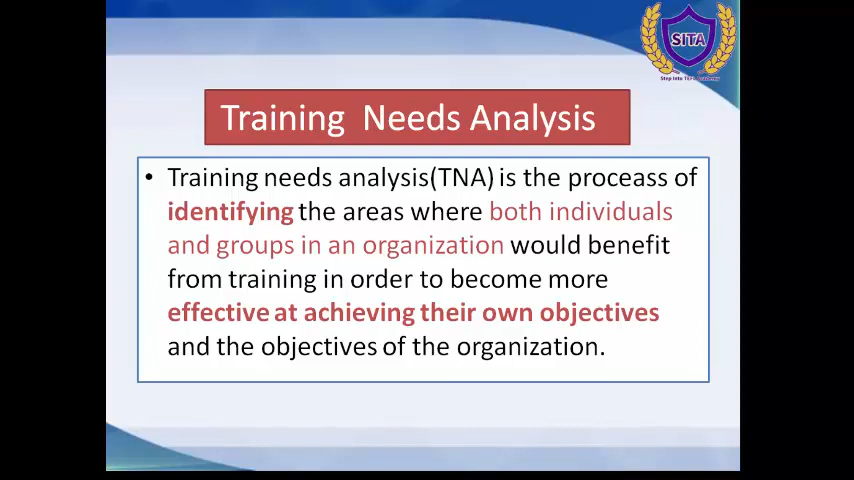 SITA
Training Needs Analysis
• Training needs analysis(TNA) is the proceass of
identifying the areas where both individuals
and groups in an organization would benefit
from training in order to become more
effective at achieving their own objectives
and the objectives of the organization.